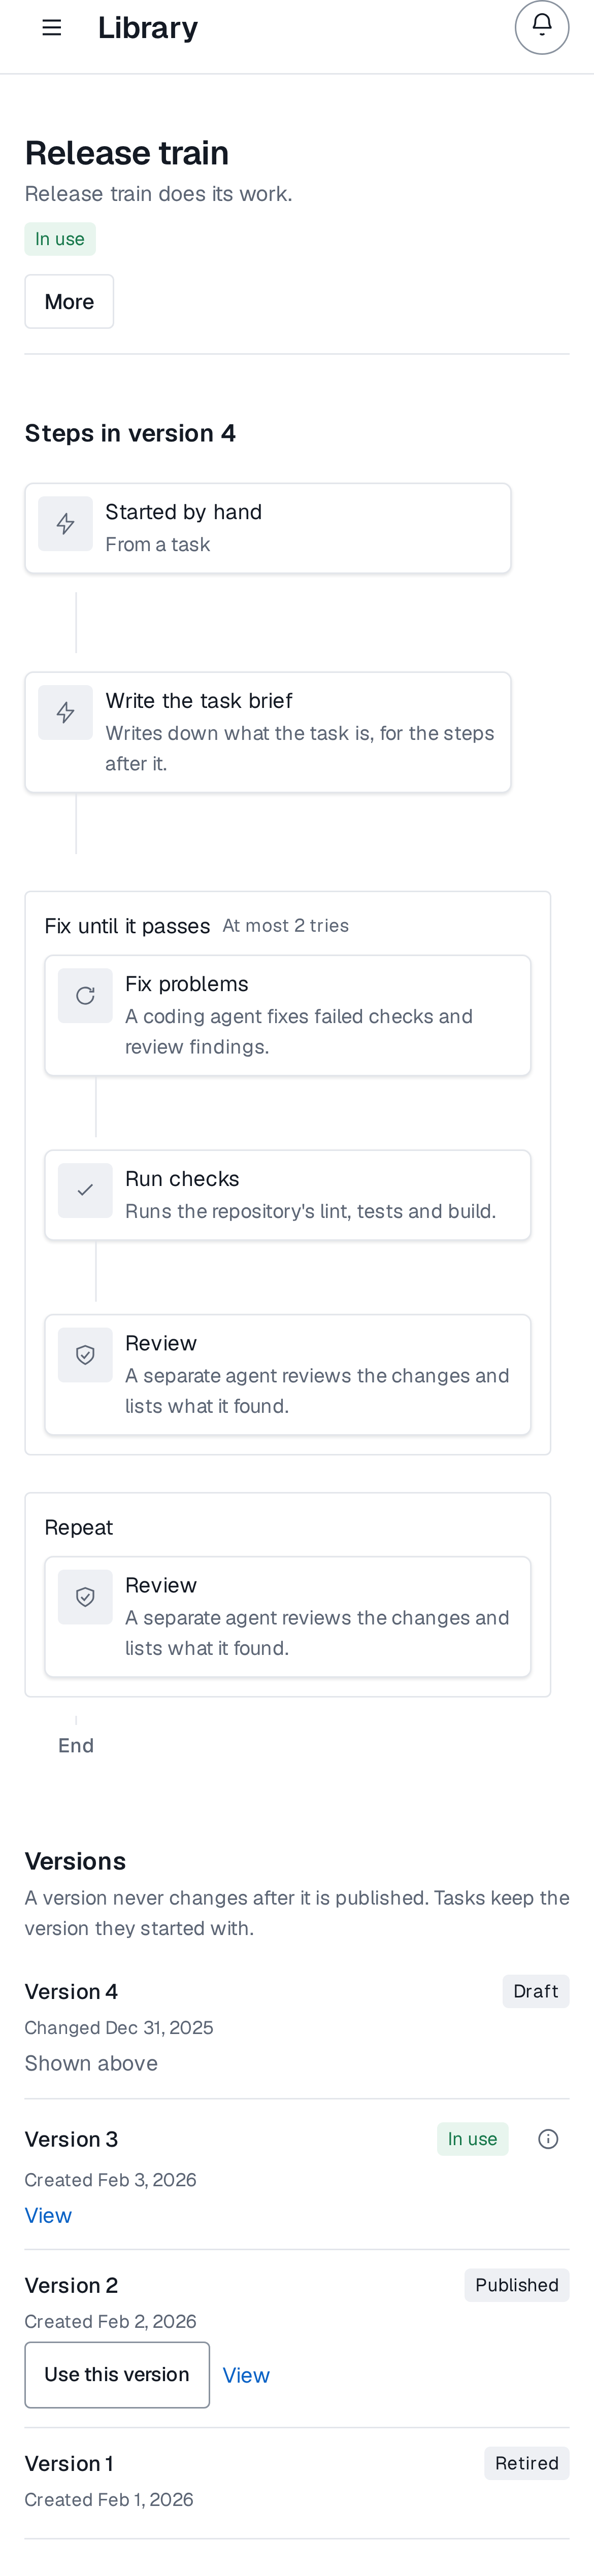 Library
Release train
Release train does its work.
In use
More
Steps in version 4
Started by hand
From a task
Write the task brief
Writes down what the task is, for the steps
after it.
Fix until it passes At most 2 tries
Fix problems
A coding agent fixes failed checks and
review findings.
Run checks
Runs the repository's lint, tests and build.
Review
A separate agent reviews the changes and
lists what it found.
Repeat
Review
A separate agent reviews the changes and
lists what it found.
End
Versions
A version never changes after it is published. Tasks keep the
version they started with.
Version 4 Draft
Changed Dec 31, 2025
Shown above
Version 3 In use
Created Feb 3, 2026
View
Version 2 Published
Created Feb 2, 2026
Use this version View
Version 1 Retired
Created Feb 1, 2026